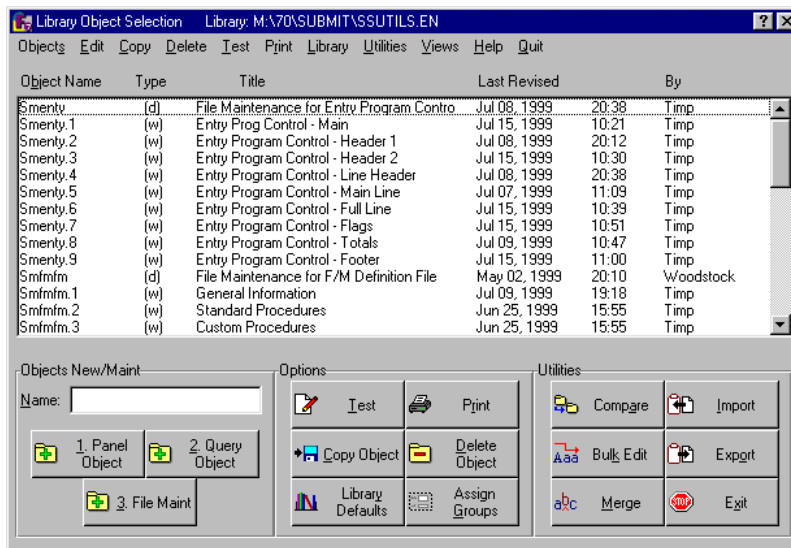 Library Object Selection Library: M:\70\SUBMIT\SSUTILS.EN
Objects Edit Copy Delete Test Print Library Utilities Views Help Quit
Object Name Type Title Last Revised By
Smenty (d) File Maintenance for Entry Program Contro Jul 08, 1999 20:38 Timp
Smenty.1 (w) Entry Prog Control - Main Jul 15, 1999 10:21 Timp
Smenty.2 (w) Entry Program Control - Header 1 Jul 08, 1999 20:12 Timp
Smenty.3 (w) Entry Program Control - Header 2 Jul 15, 1999 10:30 Timp
Smenty.4 (w) Entry Program Control - Line Header Jul 08, 1999 20:38 Timp
Smenty.5 (w) Entry Program Control - Main Line Jul 07, 1999 11:09 Timp
Smenty.6 (w) Entry Program Control - Full Line Jul 15, 1999 10:39 Timp
Smenty.7 (w) Entry Program Control - Flags Jul 15, 1999 10:51 Timp
Smenty.8 (w) Entry Program Control - Totals Jul 09, 1999 10:47 Timp
Smenty.9 (w) Entry Program Control - Footer Jul 15, 1999 11:00 Timp
Smfmfm (d) File Maintenance for F/M Definition File May 02, 1999 20:10 Woodstock
Smfmfm.1 (w) General Information Jul 09, 1999 19:18 Timp
Smfmfm.2 (w) Standard Procedures Jun 25, 1999 15:55 Timp
Smfmfm.3 (w) Custom Procedures Jun 25, 1999 15:55 Timp
Objects New/Maint
Name:
1. Panel
Object
2. Query
Object
3. File Maint
Options
Test
Print
Copy Object
Delete
Object
Library
Defaults
Assign
Groups
Utilities
Compare
Import
Aaa Bulk Edit
Export
abc Merge
STOP Exit